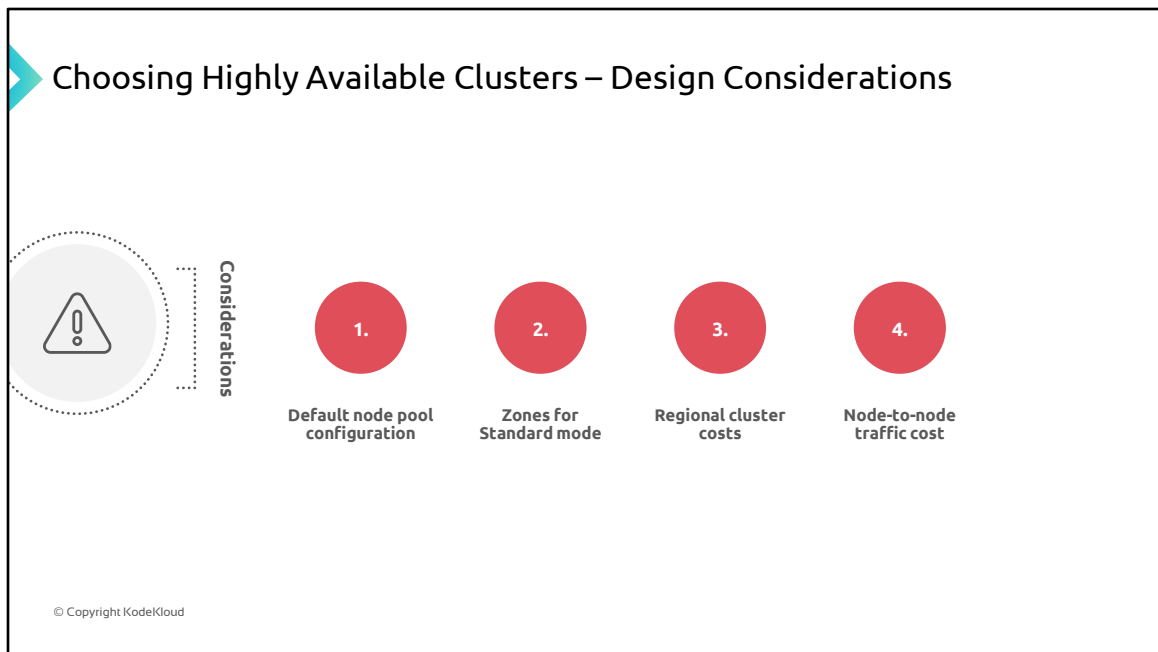 Choosing Highly Available Clusters – Design Considerations
Considerations
1.
2.
3.
4.
Default node pool
configuration
Zones for
Standard mode
Regional cluster
costs
Node-to-node
traffic cost
© Copyright KodeKloud